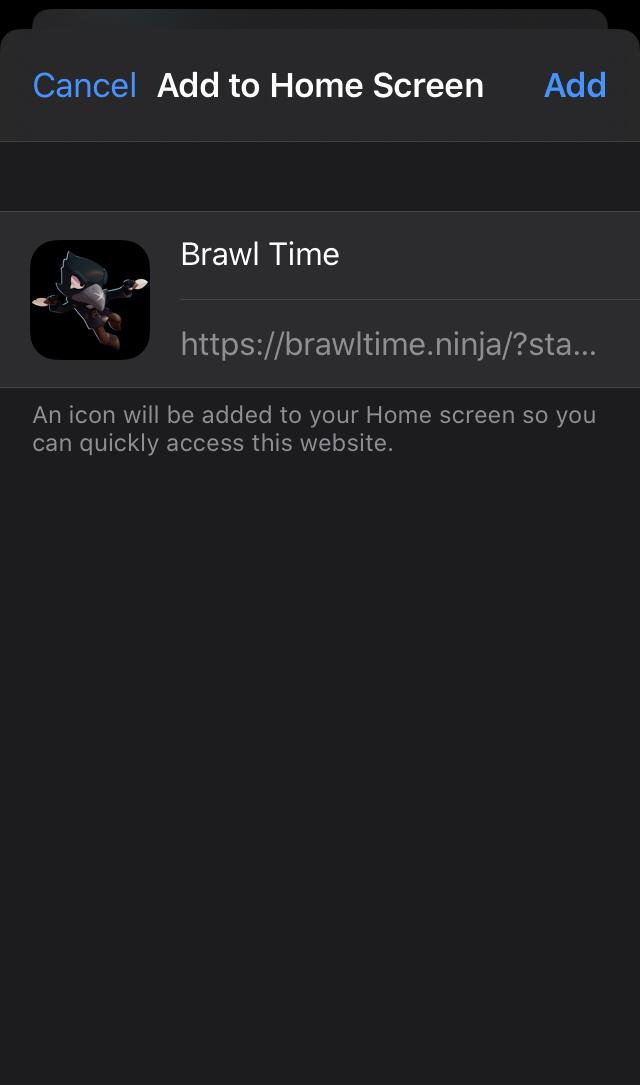 Cancel Add to Home Screen Add
Brawl Time
https://brawltime.ninja/?sta...
An icon will be added to your Home screen so you
can quickly access this website.